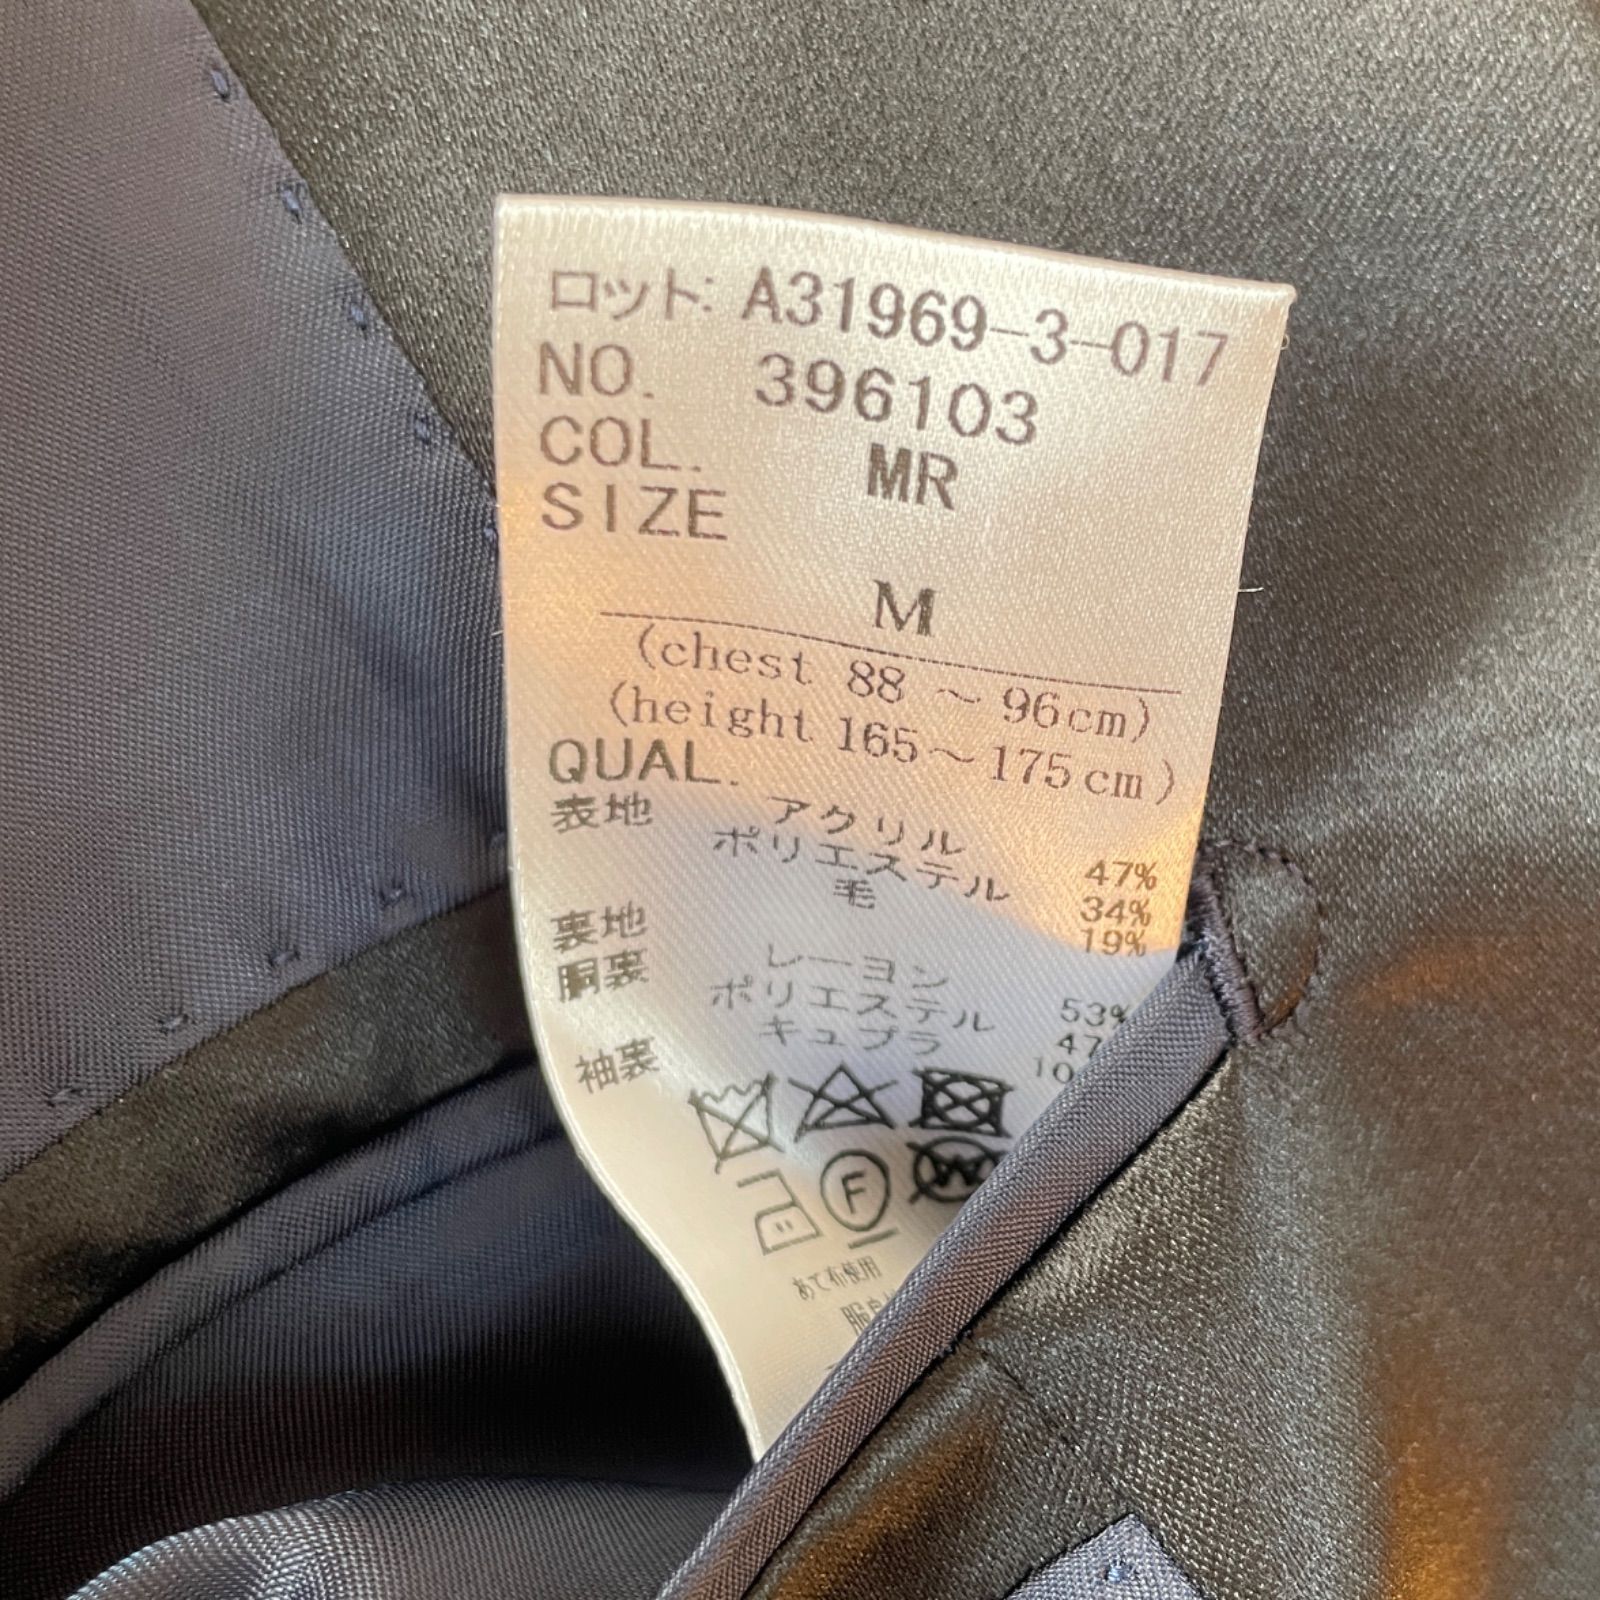 ロット: A31969-3-017
NO. 396103
COL. MR
SIZE
M
(chest 88 ～ 96cm)
(height 165～175cm)
QUAL.
表地 アクリル 47%
ポリエステル 34%
毛 19%
裏地
胴裏 レーヨン 53%
ポリエステル 47
袖裏 キュプラ 10
F
W
あて布使用